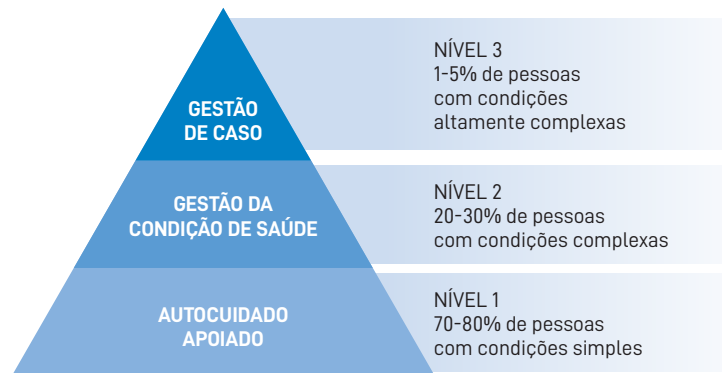 GESTÃO
DE CASO
NÍVEL 3
1-5% de pessoas
com condições
altamente complexas
GESTÃO DA
CONDIÇÃO DE SAÚDE
NÍVEL 2
20-30% de pessoas
com condições complexas
AUTOCUIDADO
APOIADO
NÍVEL 1
70-80% de pessoas
com condições simples